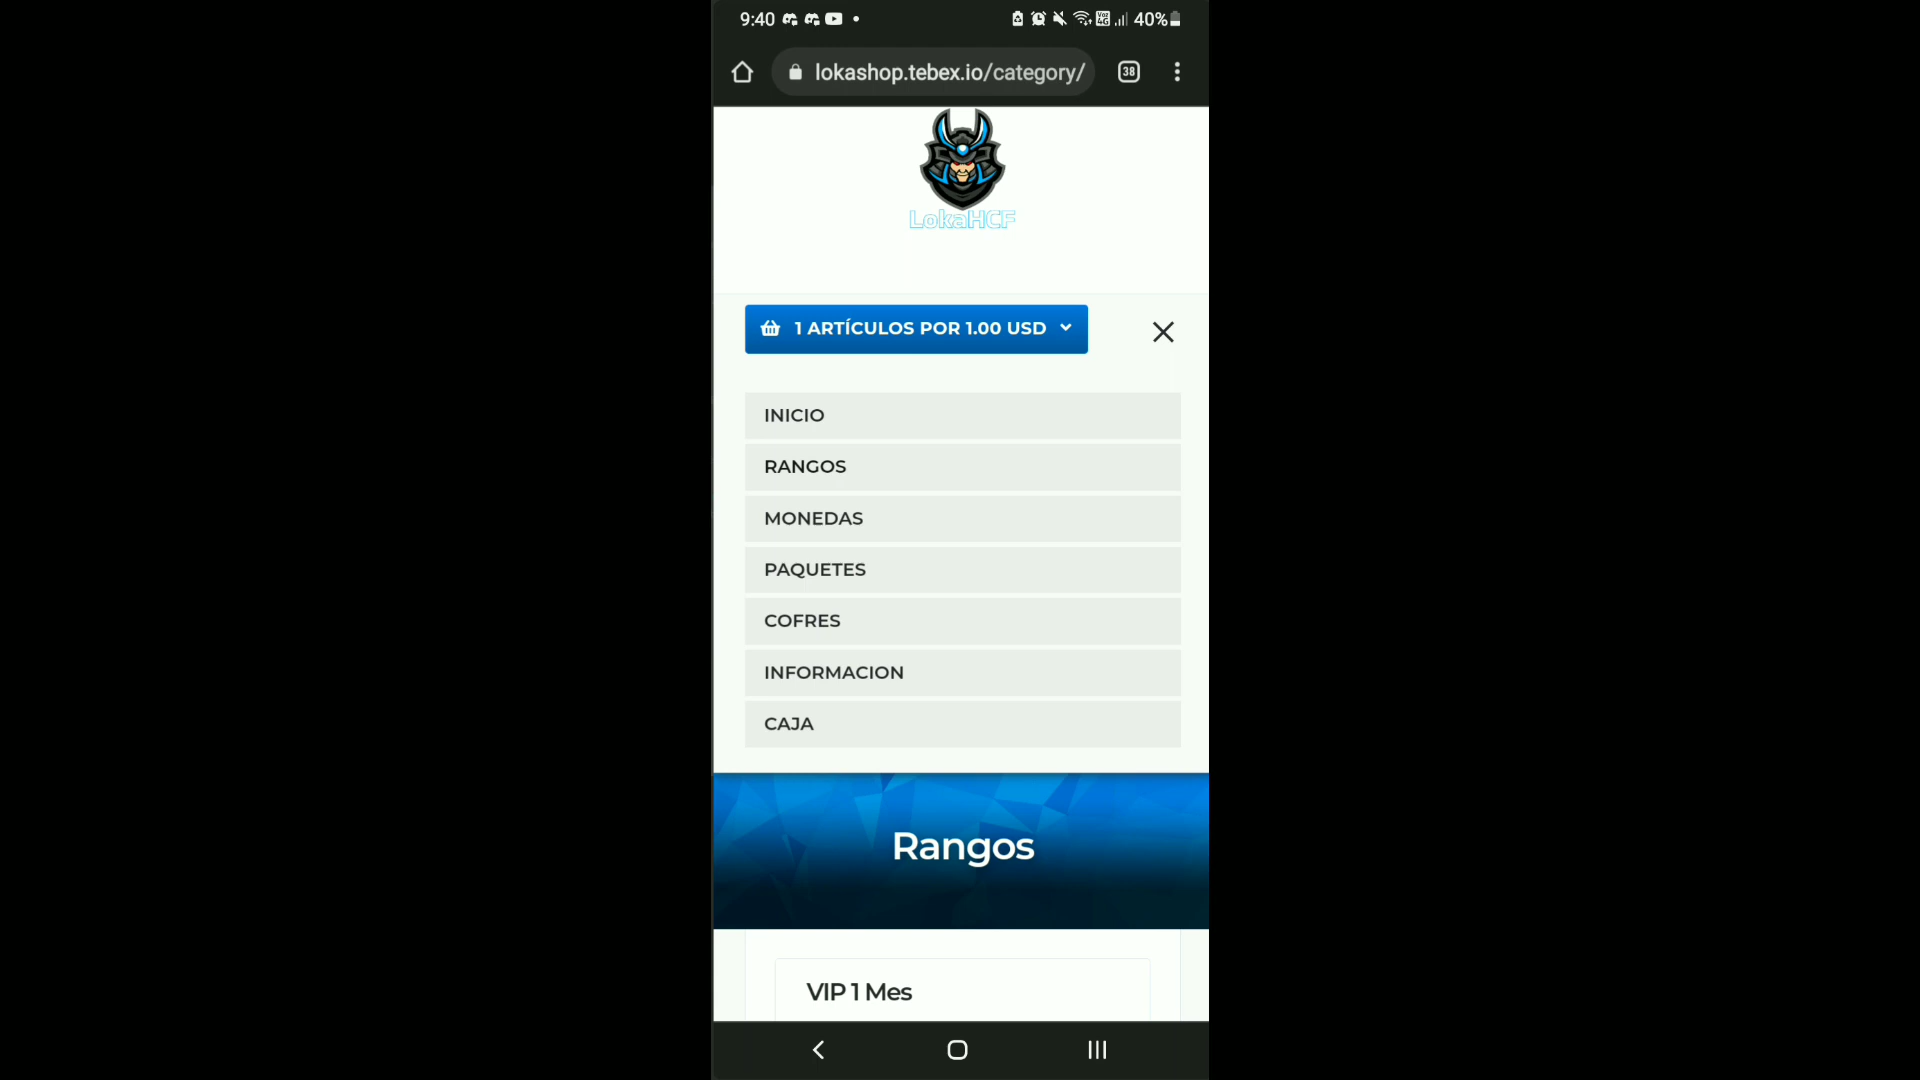 9:40
40%
lokashop.tebex.io/category/
38
LokaHCF
1 ARTÍCULOS POR 1.00 USD
INICIO
RANGOS
MONEDAS
PAQUETES
COFRES
INFORMACION
CAJA
Rangos
VIP 1 Mes